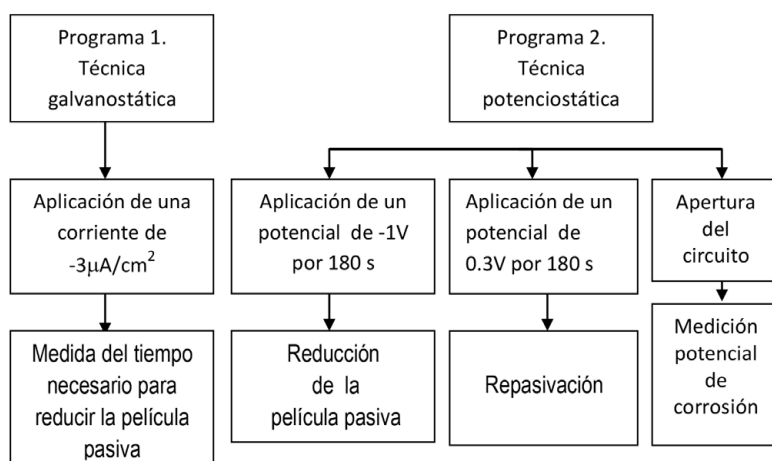 Programa 1.
Técnica
galvanostática
Programa 2.
Técnica
potenciostática
Aplicación de una
corriente de
-3µA/cm²
Aplicación de un
potencial de -1V
por 180 s
Aplicación de un
potencial de
0.3V por 180 s
Apertura
del
circuito
Medida del tiempo
necesario para
reducir la película
pasiva
Reducción
de la
película pasiva
Repasivación
Medición
potencial
de
corrosión